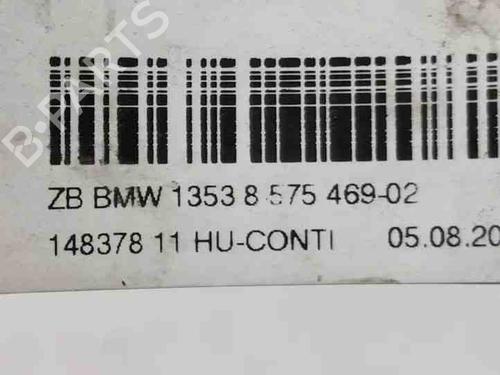 B-PARTS
ZB BMW 1353 8 575 469-02
148378 11 HU-CONTI 05.08.20